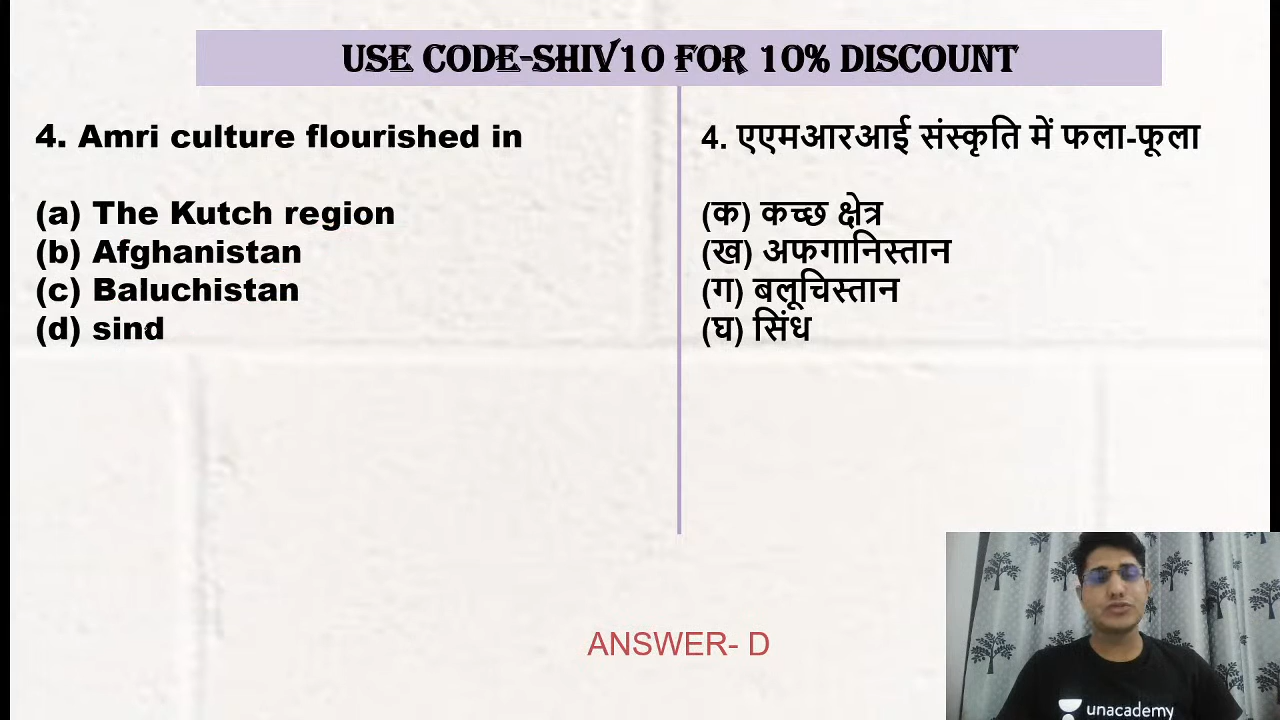 USE CODE-SHIV10 FOR 10% DISCOUNT
4. Amri culture flourished in
(a) The Kutch region
(b) Afghanistan
(c) Baluchistan
(d) sind
4. एएमआरआई संस्कृति में फला-फूला
(क) कच्छ क्षेत्र
(ख) अफगानिस्तान
(ग) बलूचिस्तान
(घ) सिंध
ANSWER- D
unacademy